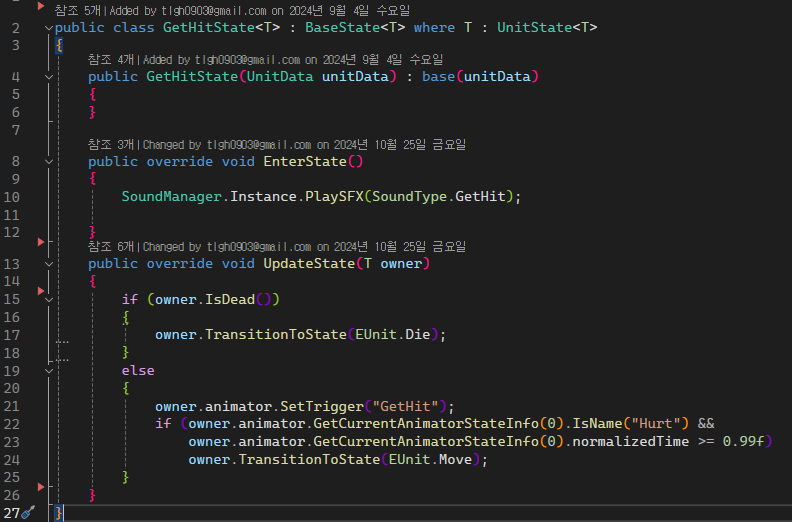 참조 5개|Added by tlgh0903@gmail.com on 2024년 9월 4일 수요일
2 public class GetHitState<T> : BaseState<T> where T : UnitState<T>
3 {
참조 4개|Added by tlgh0903@gmail.com on 2024년 9월 4일 수요일
4 public GetHitState(UnitData unitData) : base(unitData)
5 {
6 }
7
참조 3개|Changed by tlgh0903@gmail.com on 2024년 10월 25일 금요일
8 public override void EnterState()
9 {
10 SoundManager.Instance.PlaySFX(SoundType.GetHit);
11
12 }
참조 6개|Changed by tlgh0903@gmail.com on 2024년 10월 25일 금요일
13 public override void UpdateState(T owner)
14 {
15 if (owner.IsDead())
16 {
17 owner.TransitionToState(EUnit.Die);
18 }
19 else
20 {
21 owner.animator.SetTrigger("GetHit");
22 if (owner.animator.GetCurrentAnimatorStateInfo(0).IsName("Hurt") &&
23 owner.animator.GetCurrentAnimatorStateInfo(0).normalizedTime >= 0.99f)
24 owner.TransitionToState(EUnit.Move);
25 }
26 }
27 }